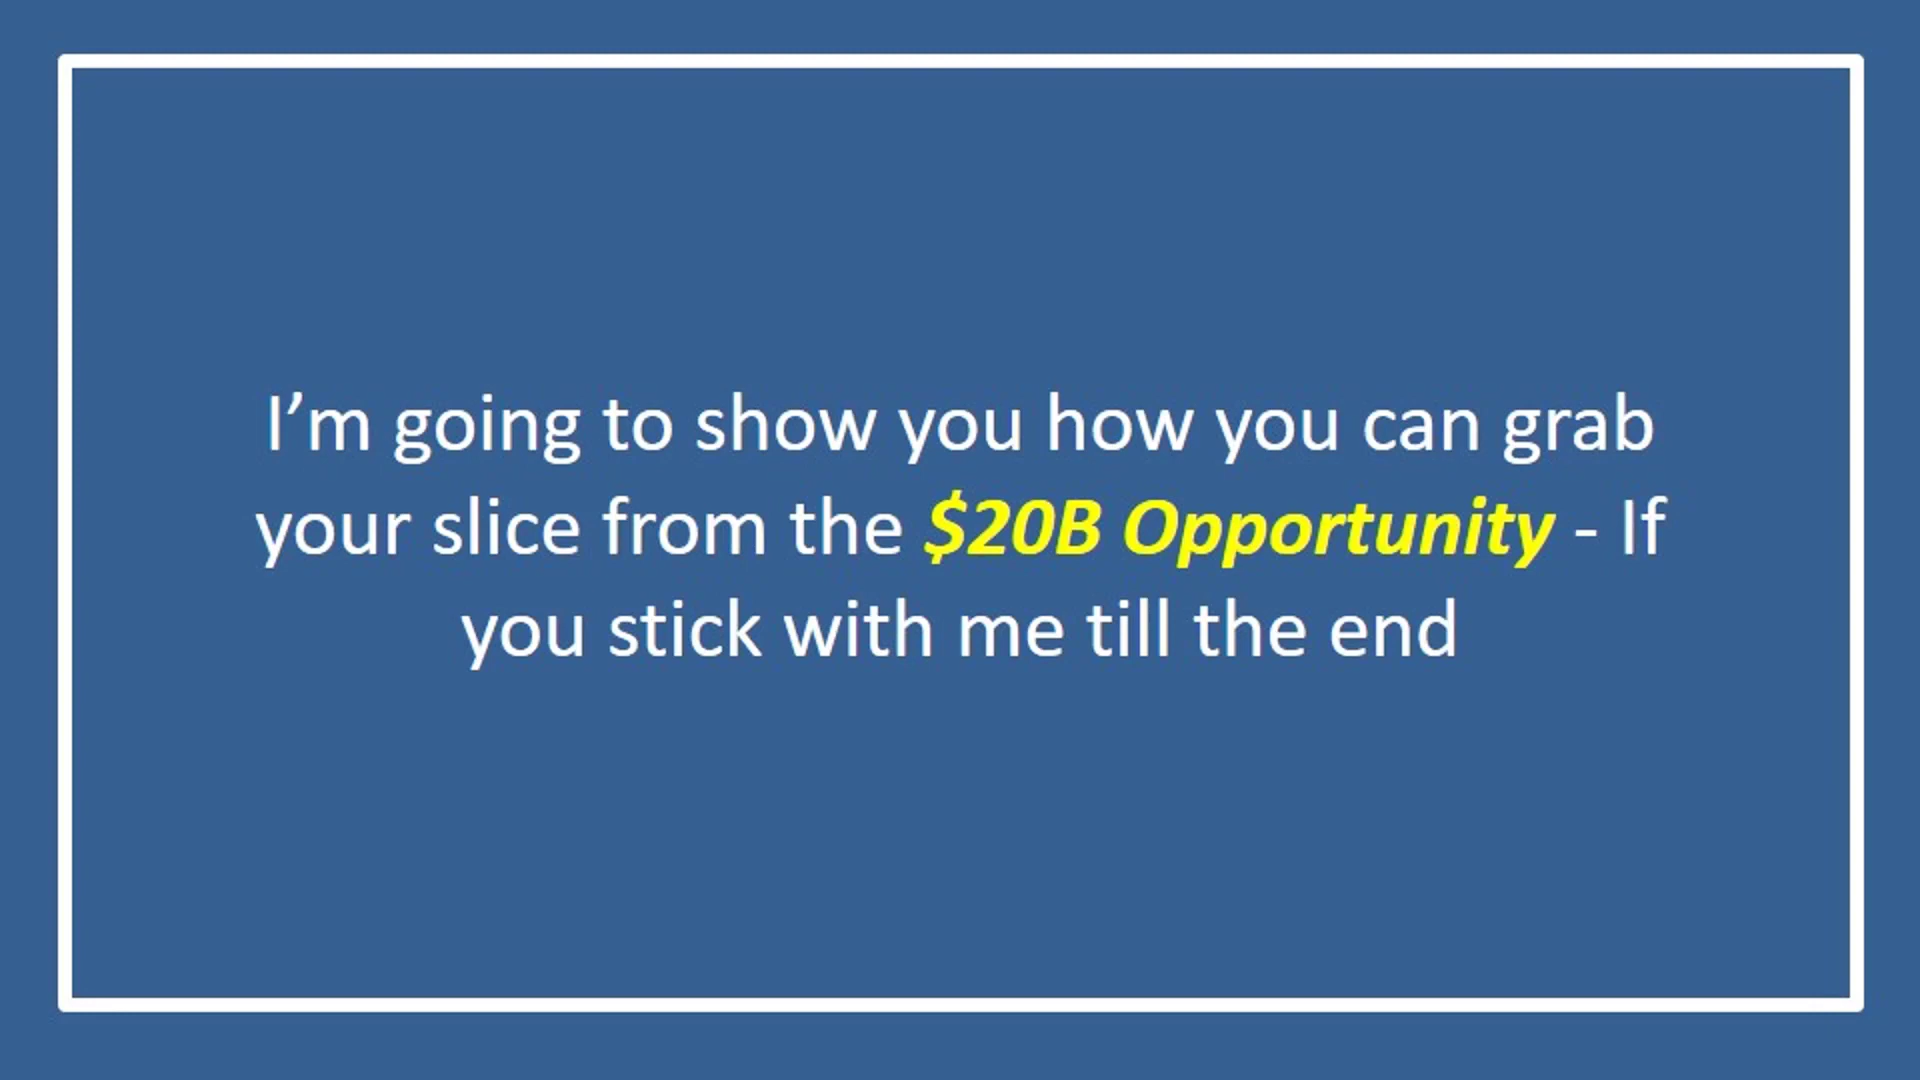 I’m going to show you how you can grab
your slice from the $20B Opportunity - If
you stick with me till the end